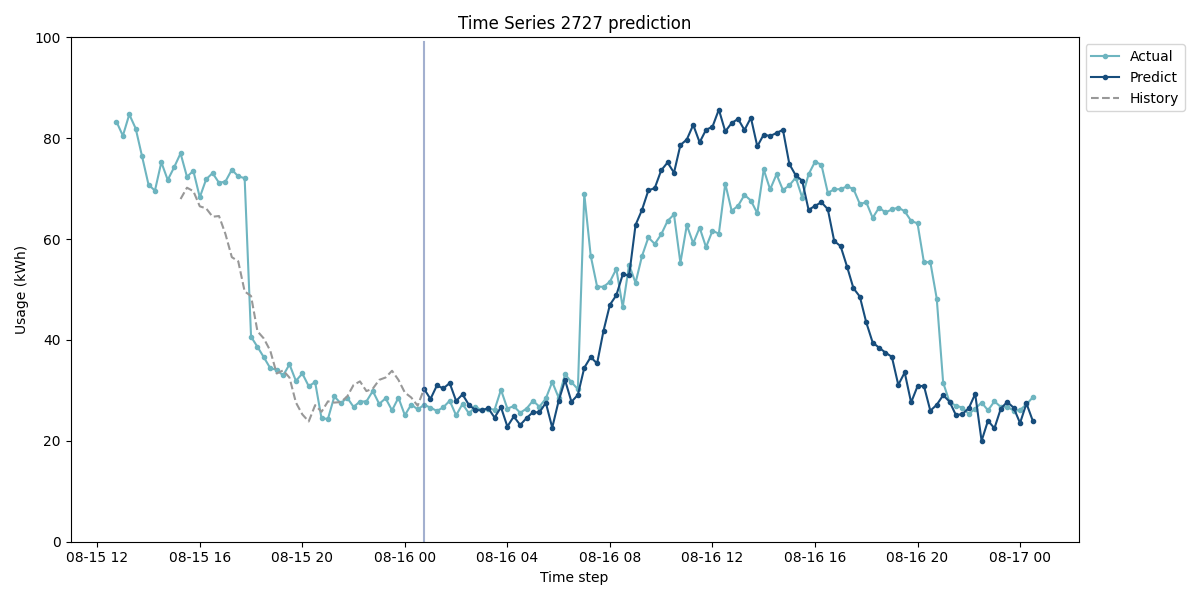 Time Series 2727 prediction
100
80
60
40
20
0
Usage (kWh)
08-15 12
08-15 16
08-15 20
08-16 00
08-16 04
08-16 08
08-16 12
08-16 16
08-16 20
08-17 00
Time step
Actual
Predict
History